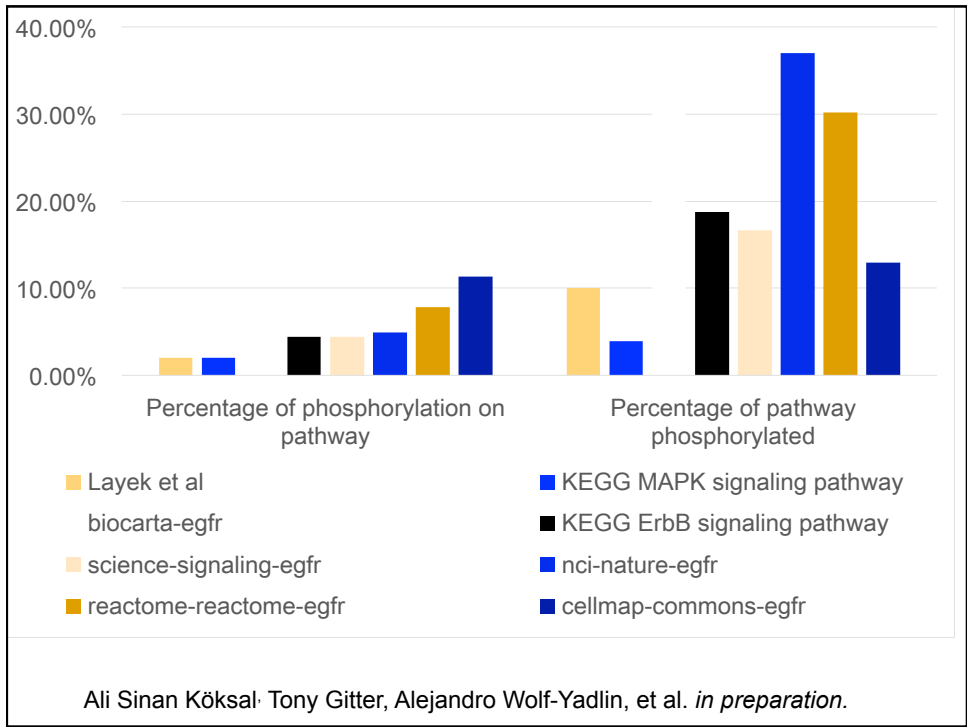 40.00%
30.00%
20.00%
10.00%
0.00%
Percentage of phosphorylation on
pathway
Percentage of pathway
phosphorylated
Layek et al
KEGG MAPK signaling pathway
biocarta-egfr
KEGG ErbB signaling pathway
science-signaling-egfr
nci-nature-egfr
reactome-reactome-egfr
cellmap-commons-egfr
Ali Sinan Köksal, Tony Gitter, Alejandro Wolf-Yadlin, et al. in preparation.